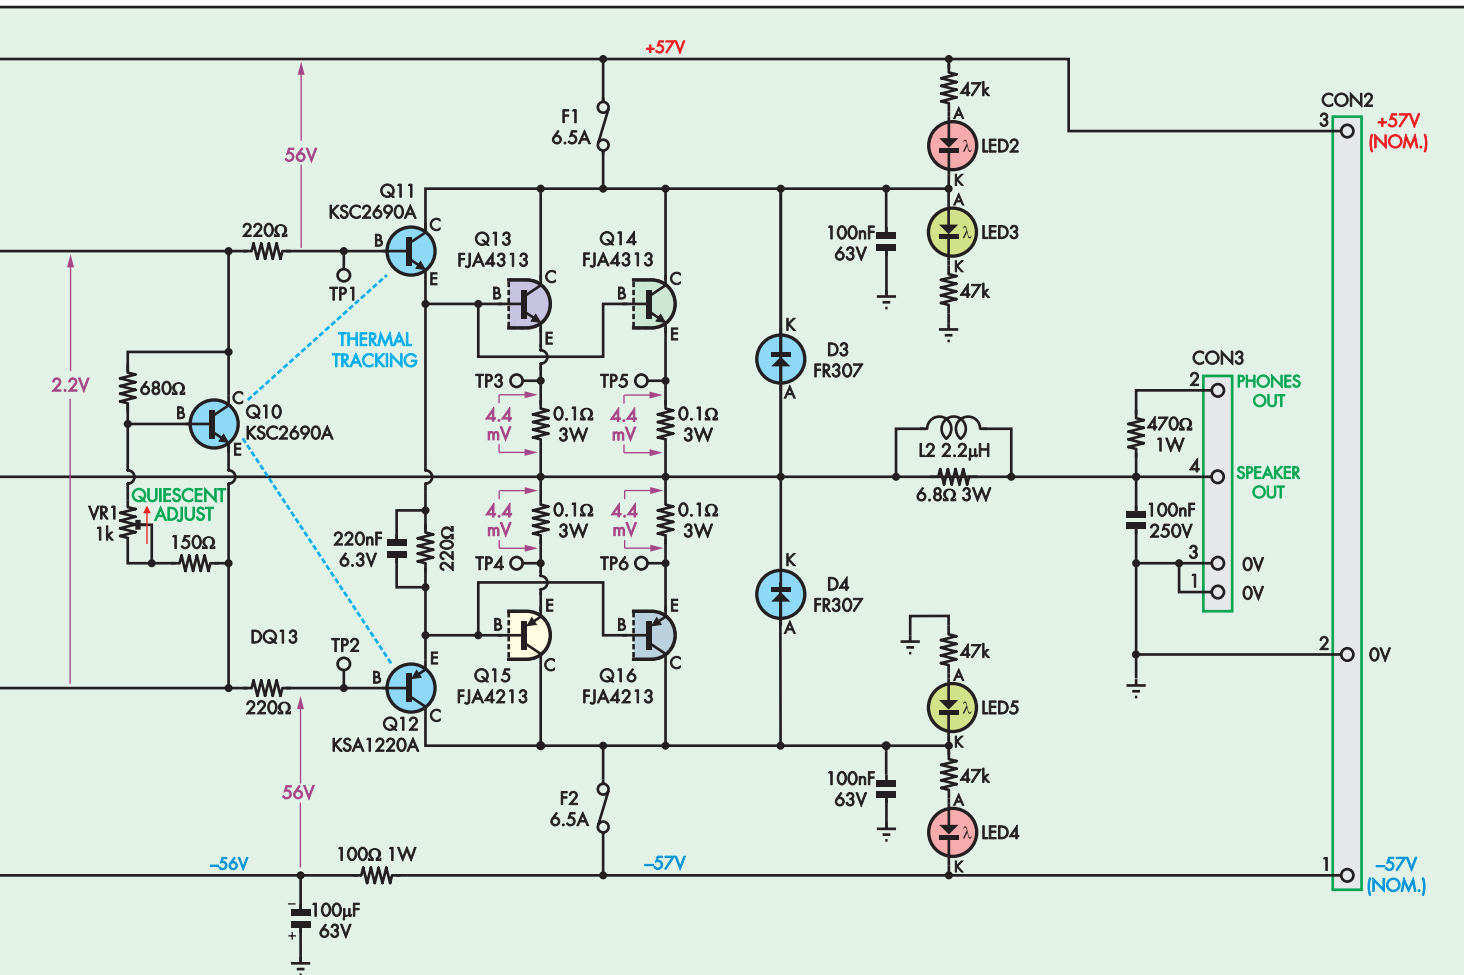 +57V
47k
A
CON2
F1
6.5A
3
+57V
(NOM.)
56V
λ
LED2
K
Q11
KSC2690A
C
A
220Ω
B
Q13
FJA4313
Q14
FJA4313
100nF
63V
λ
LED3
E
C
C
K
TP1
B
B
47k
THERMAL
TRACKING
E
E
K
D3
FR307
CON3
2.2V
TP3
TP5
A
2
PHONES
OUT
680Ω
C
Q10
KSC2690A
B
4.4
mV
0.1Ω
3W
4.4
mV
0.1Ω
3W
470Ω
1W
E
L2 2.2µH
4
SPEAKER
OUT
QUIESCENT
ADJUST
6.8Ω 3W
VR1
1k
4.4
mV
0.1Ω
3W
4.4
mV
0.1Ω
3W
100nF
250V
150Ω
220nF
6.3V
220Ω
TP4
TP6
K
3
0V
D4
FR307
1
0V
E
E
A
B
B
DQ13
TP2
E
C
C
47k
2
0V
B
Q15
FJA4213
Q16
FJA4213
A
220Ω
C
λ
LED5
Q12
KSA1220A
K
56V
F2
6.5A
100nF
63V
47k
A
λ
LED4
–56V
100Ω 1W
–57V
K
1
–57V
(NOM.)
–
100µF
63V
+